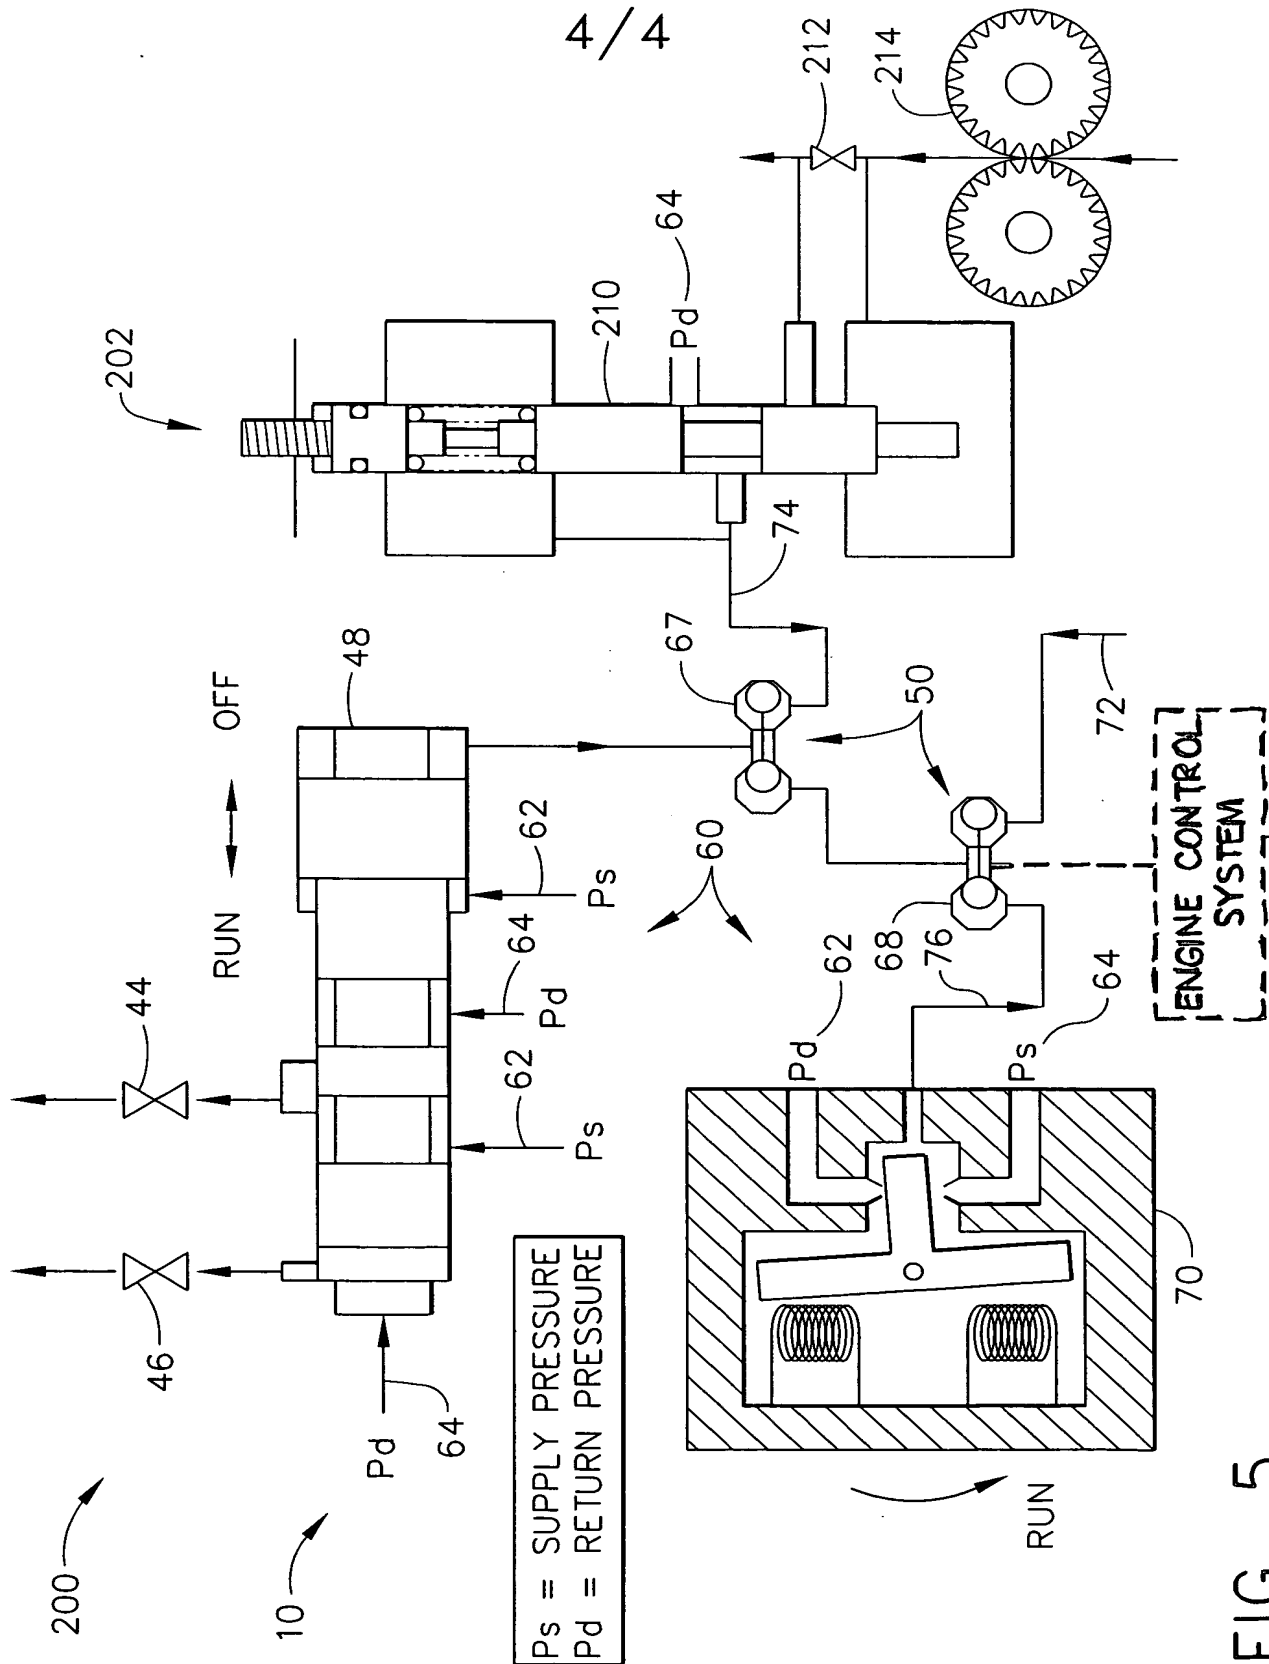 4/4
200
10
46
44
Pd
64
Ps
62
Pd
64
Ps
62
RUN
OFF
48
202
210
Pd
64
212
214
74
67
50
60
72
68
76
62
Pd
Ps
64
70
RUN
Ps = SUPPLY PRESSURE
Pd = RETURN PRESSURE
ENGINE CONTROL
SYSTEM
FIG. 5